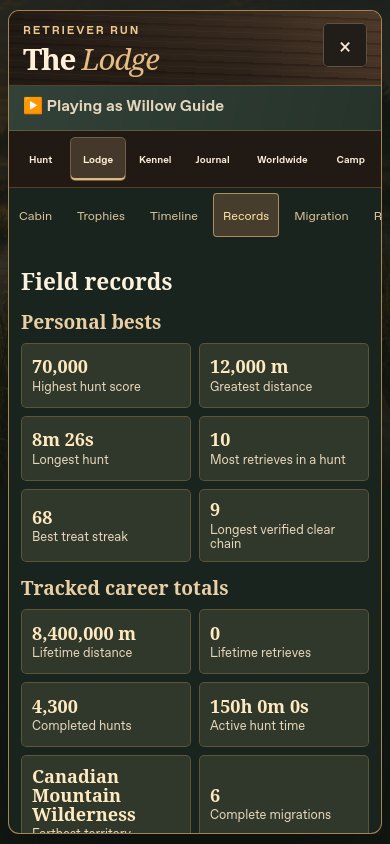 RETRIEVER RUN
The Lodge
×
▶ Playing as Willow Guide
Hunt Lodge Kennel Journal Worldwide Camp
Cabin Trophies Timeline Records Migration R
Field records
Personal bests
70,000
Highest hunt score
12,000 m
Greatest distance
8m 26s
Longest hunt
10
Most retrieves in a hunt
68
Best treat streak
9
Longest verified clear
chain
Tracked career totals
8,400,000 m
Lifetime distance
0
Lifetime retrieves
4,300
Completed hunts
150h 0m 0s
Active hunt time
Canadian
Mountain
Wilderness
Farthest territory
6
Complete migrations